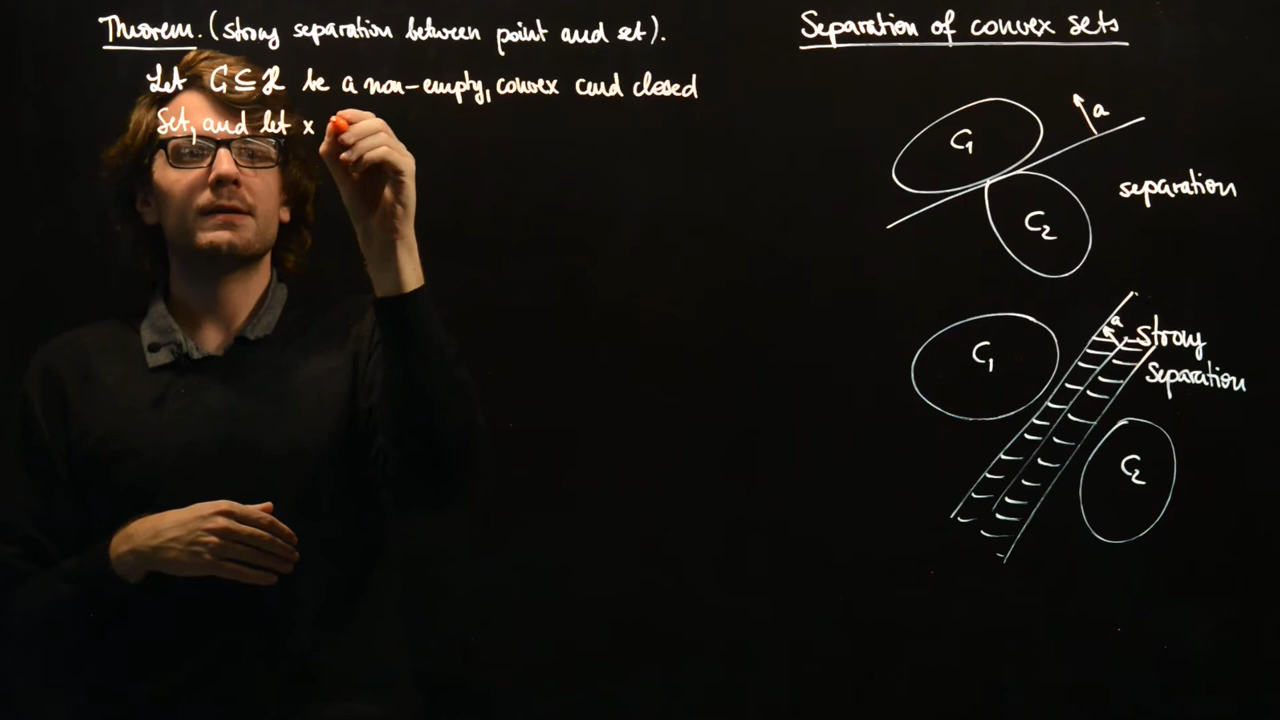 Theorem. (strong separation between point and set).
Let C ⊆ ℋ be a non-empty, convex and closed
set, and let x
Separation of convex sets
a
C₁
separation
C₂
a
strong
C₁
separation
C₂